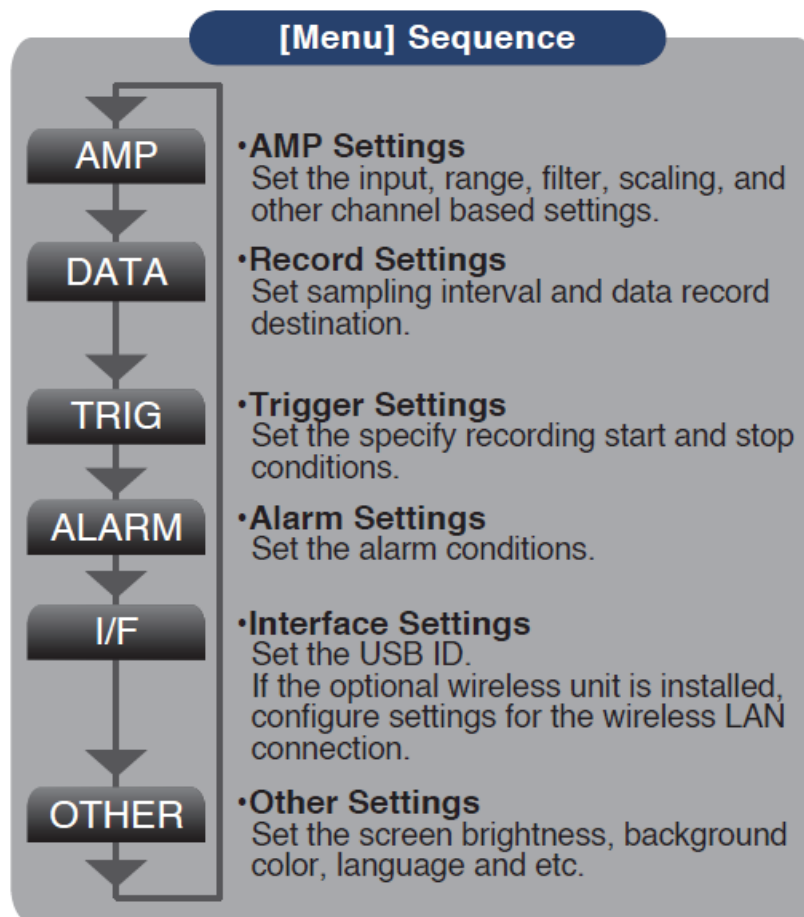 [Menu] Sequence
AMP
•AMP Settings
Set the input, range, filter, scaling, and
other channel based settings.
DATA
•Record Settings
Set sampling interval and data record
destination.
TRIG
•Trigger Settings
Set the specify recording start and stop
conditions.
ALARM
•Alarm Settings
Set the alarm conditions.
I/F
•Interface Settings
Set the USB ID.
If the optional wireless unit is installed,
configure settings for the wireless LAN
connection.
OTHER
•Other Settings
Set the screen brightness, background
color, language and etc.